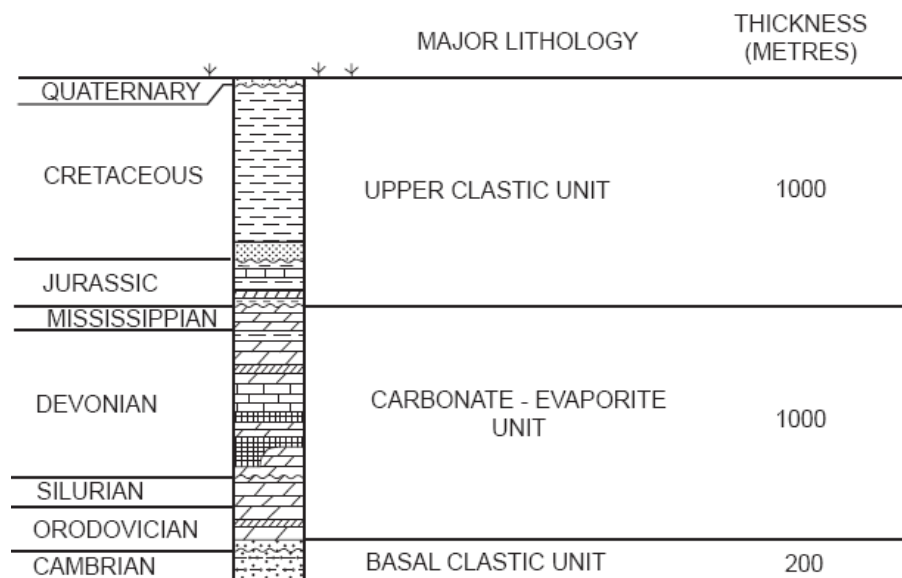 MAJOR LITHOLOGY
THICKNESS
(METRES)
QUATERNARY
CRETACEOUS
UPPER CLASTIC UNIT
1000
JURASSIC
MISSISSIPPIAN
DEVONIAN
CARBONATE - EVAPORITE
UNIT
1000
SILURIAN
ORODOVICIAN
CAMBRIAN
BASAL CLASTIC UNIT
200